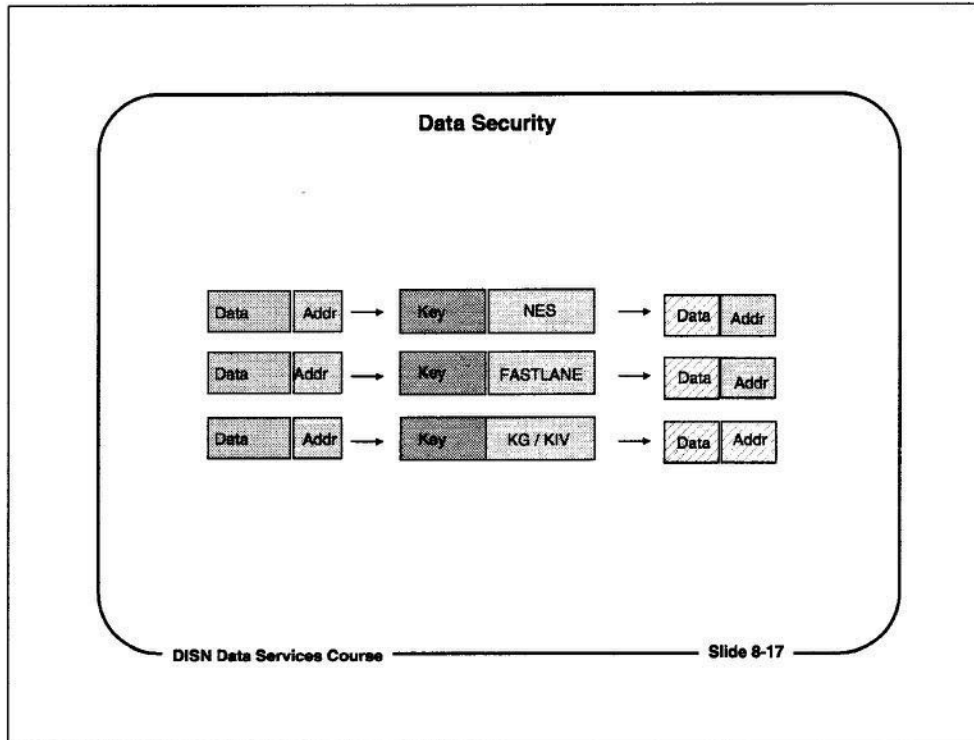 Data Security
Data Addr Key NES Data Addr
Data Addr Key FASTLANE Data Addr
Data Addr Key KG / KIV Data Addr
DISN Data Services Course Slide 8-17